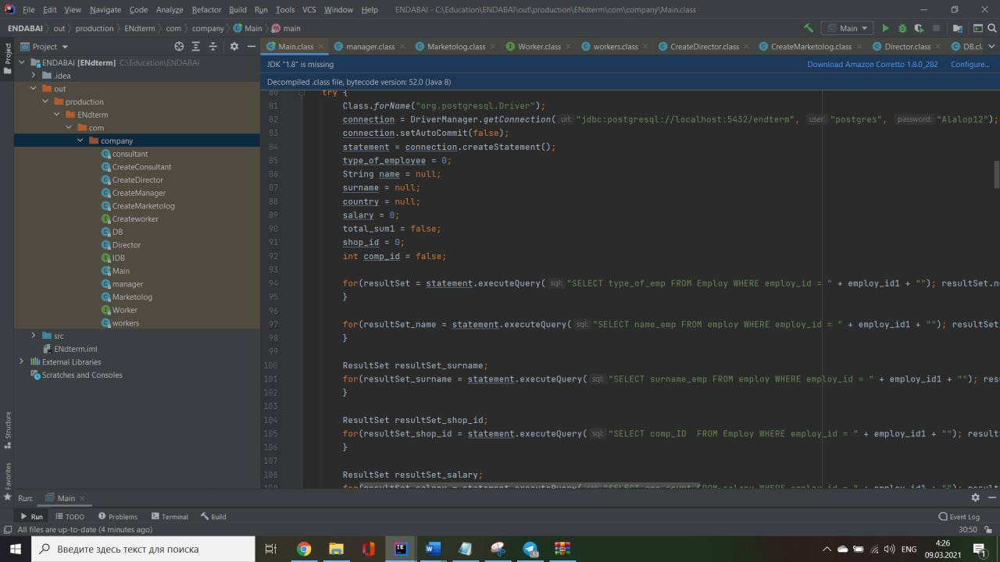 File Edit View Navigate Code Analyze Refactor Build Run Tools VCS Window Help ENDABAI - C:\Education\ENDABAI\out\production\ENdterm\com\company\Main.class
ENDABAI out production ENdterm com company Main main Main
Project Main.class manager.class Marketolog.class Worker.class workers.class CreateDirector.class CreateMarketolog.class Director.class DB.cl
JDK "1.8" is missing Download Amazon Corretto 1.8.0_282 Configure...
Decompiled .class file, bytecode version: 52.0 (Java 8)
Project
ENDABAI [ENdterm] C:\Education\ENDABAI
.idea
out
production
ENdterm
com
company
consultant
CreateConsultant
CreateDirector
CreateManager
CreateMarketolog
Createworker
DB
Director
IDB
Main
manager
Marketolog
Worker
workers
src
ENdterm.iml
External Libraries
Scratches and Consoles
Structure
Favorites
80 try {
81 Class.forName("org.postgresql.Driver");
82 connection = DriverManager.getConnection( url: "jdbc:postgresql://localhost:5432/endterm", user: "postgres", password: "Alalop12");
83 connection.setAutoCommit(false);
84 statement = connection.createStatement();
85 type_of_employee = 0;
86 String name = null;
87 surname = null;
88 country = null;
89 salary = 0;
90 total_sum1 = false;
91 shop_id = 0;
92 int comp_id = false;
93
94 for(resultSet = statement.executeQuery( sql: "SELECT type_of_emp FROM Employ WHERE employ_id = " + employ_id1 + ""); resultSet.n
95 }
96
97 for(resultSet_name = statement.executeQuery( sql: "SELECT name_emp FROM employ WHERE employ_id = " + employ_id1 + ""); resultSet
98 }
99
100 ResultSet resultSet_surname;
101 for(resultSet_surname = statement.executeQuery( sql: "SELECT surname_emp FROM employ WHERE employ_id = " + employ_id1 + ""); resu
102 }
103
104 ResultSet resultSet_shop_id;
105 for(resultSet_shop_id = statement.executeQuery( sql: "SELECT comp_ID  FROM Employ WHERE employ_id = " + employ_id1 + ""); result
106 }
107
108 ResultSet resultSet_salary;
109 for(resultSet_salary = statement.executeQuery( sql: "SELECT emp_count FROM salary WHERE employ_id = " + employ_id1 + ""); result
Run: Main
Run TODO Problems Terminal Build Event Log
All files are up-to-date (4 minutes ago) 30:50
Введите здесь текст для поиска 53 ENG 4:26
09.03.2021 1